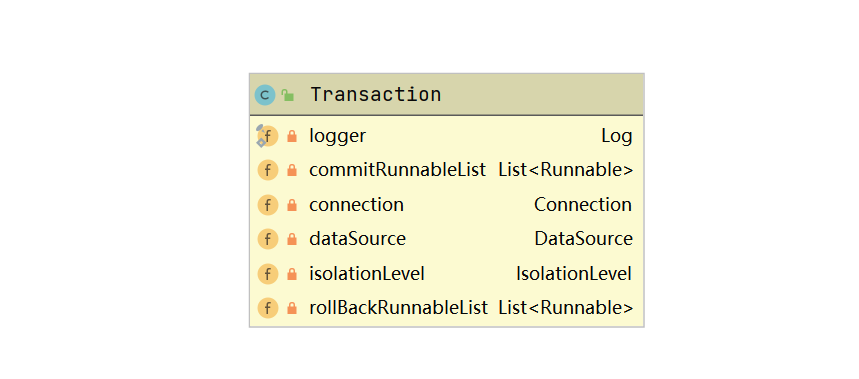 C Transaction
f logger Log
f commitRunnableList List<Runnable>
f connection Connection
f dataSource DataSource
f isolationLevel IsolationLevel
f rollBackRunnableList List<Runnable>